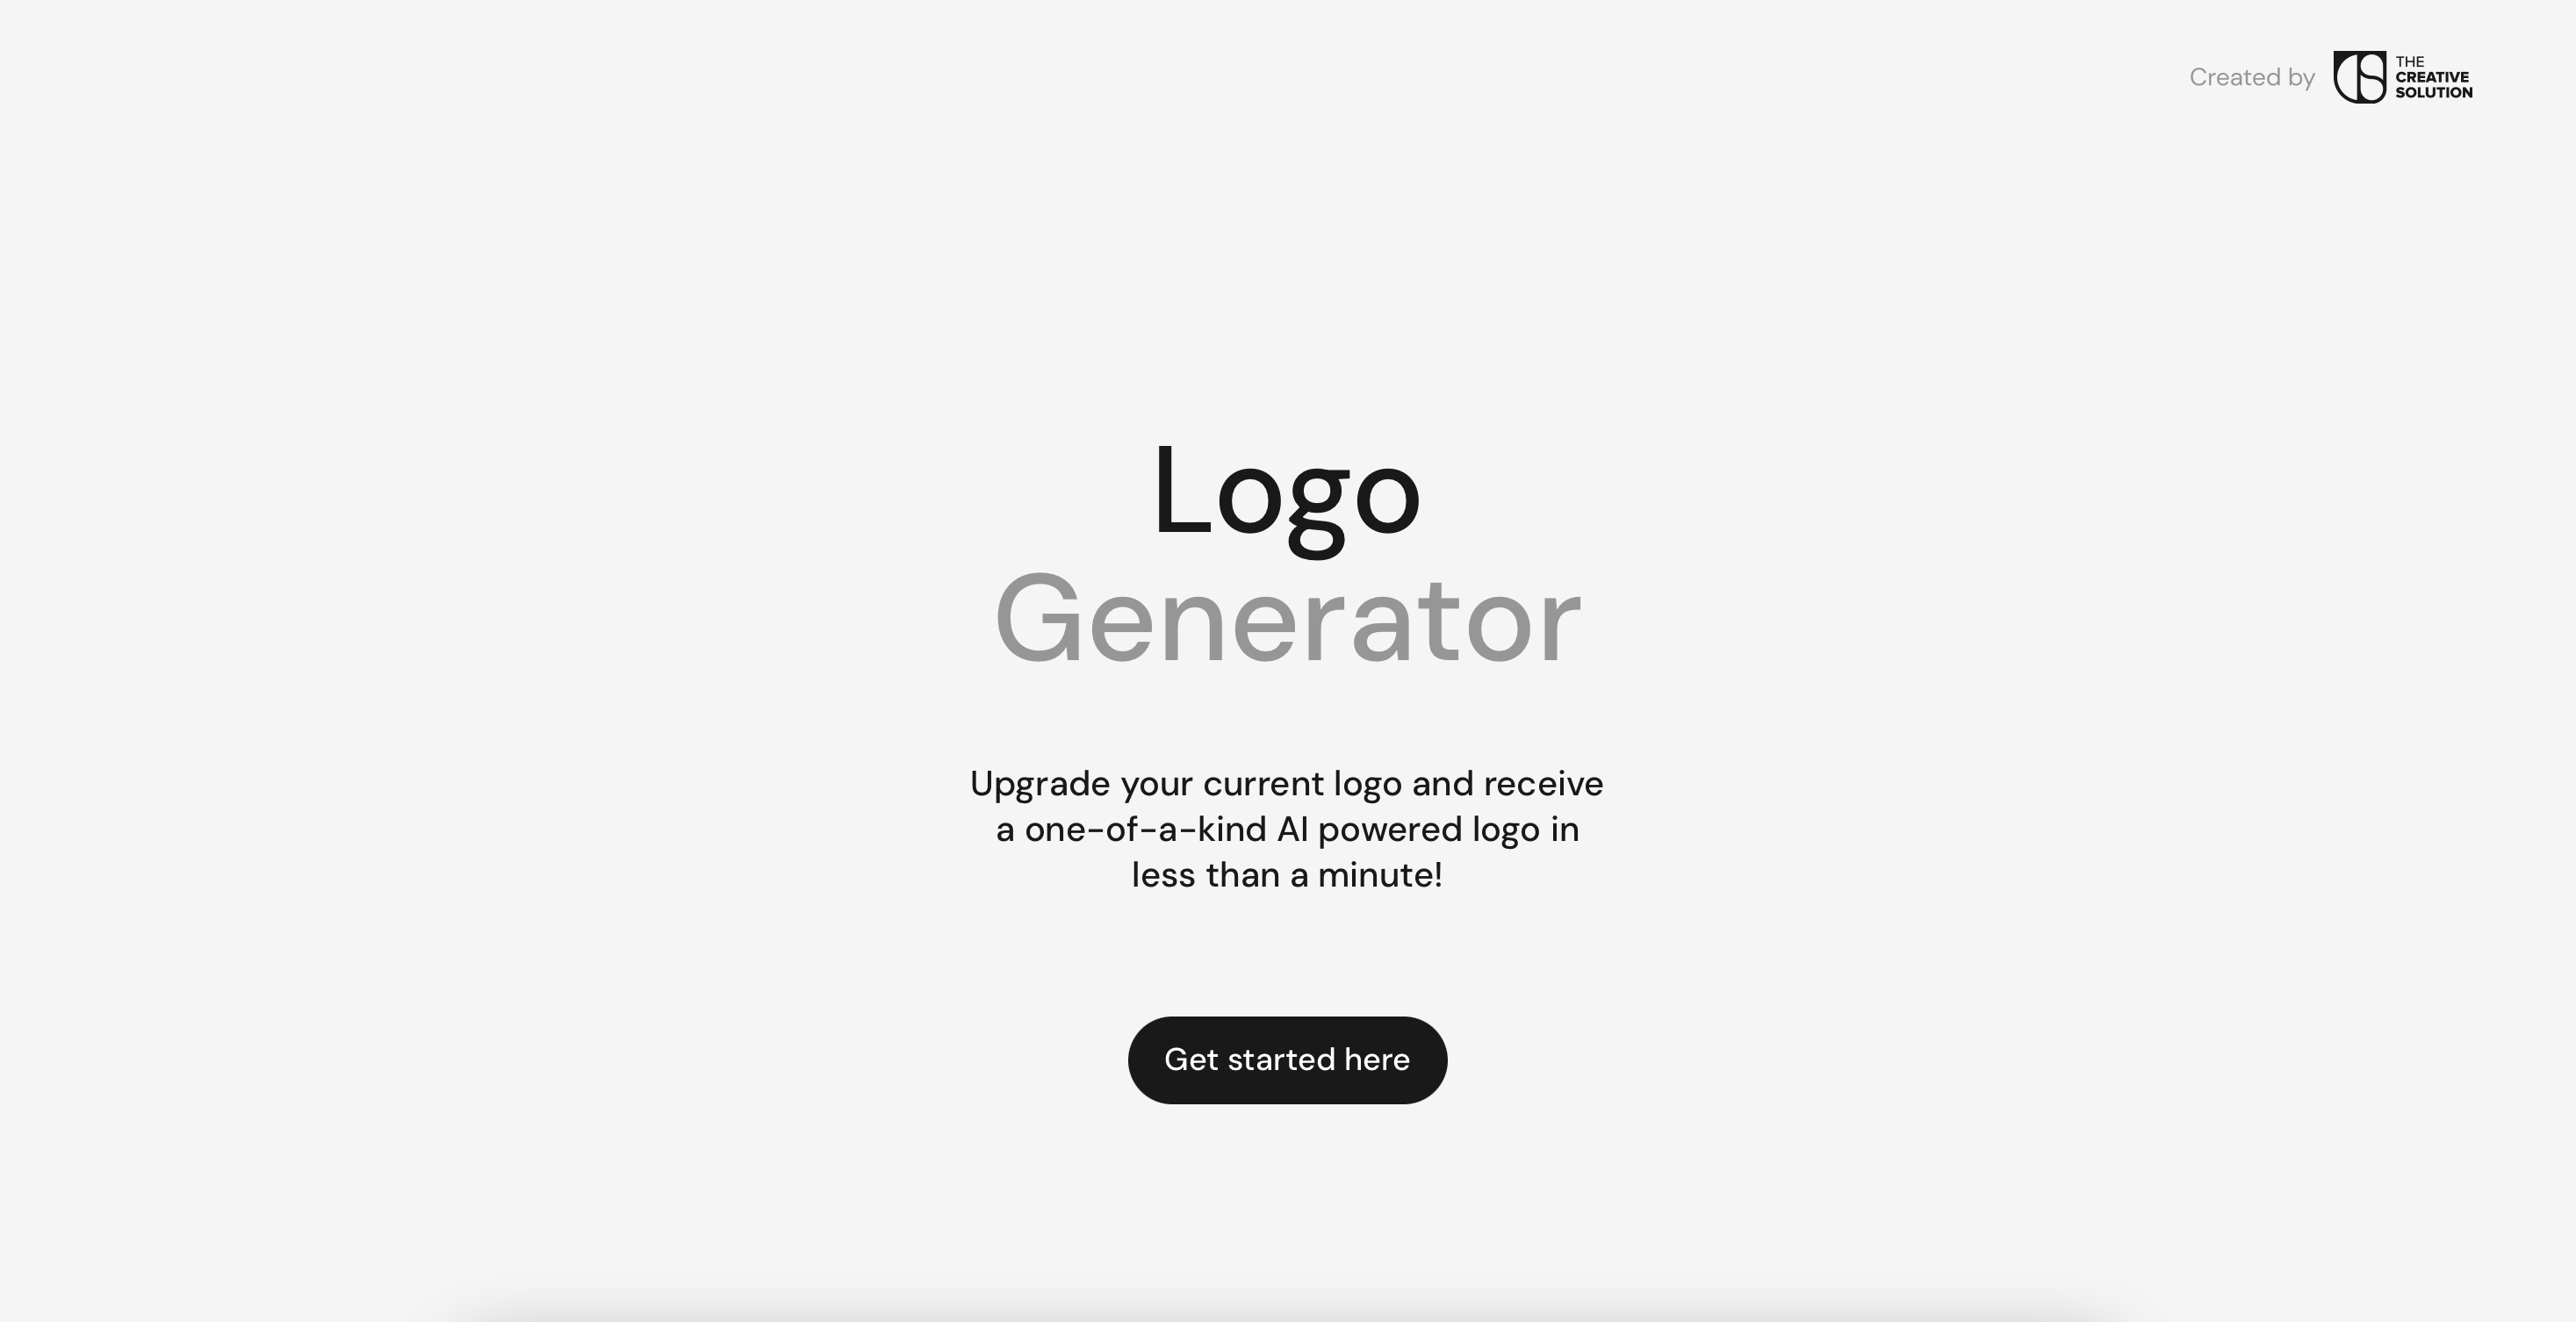 Created by
THE
CREATIVE
SOLUTION
Logo
Generator
Upgrade your current logo and receive
a one-of-a-kind AI powered logo in
less than a minute!
Get started here